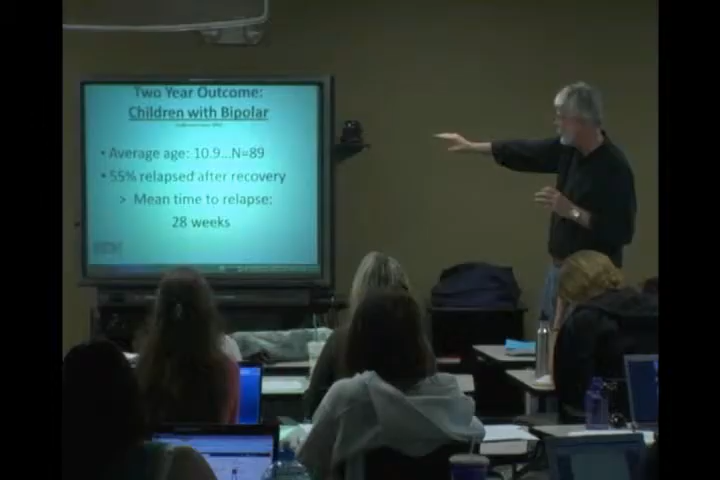 Two Year Outcome:
Children with Bipolar
• Average age: 10.9...N=89
• 55% relapsed after recovery
> Mean time to relapse:
28 weeks